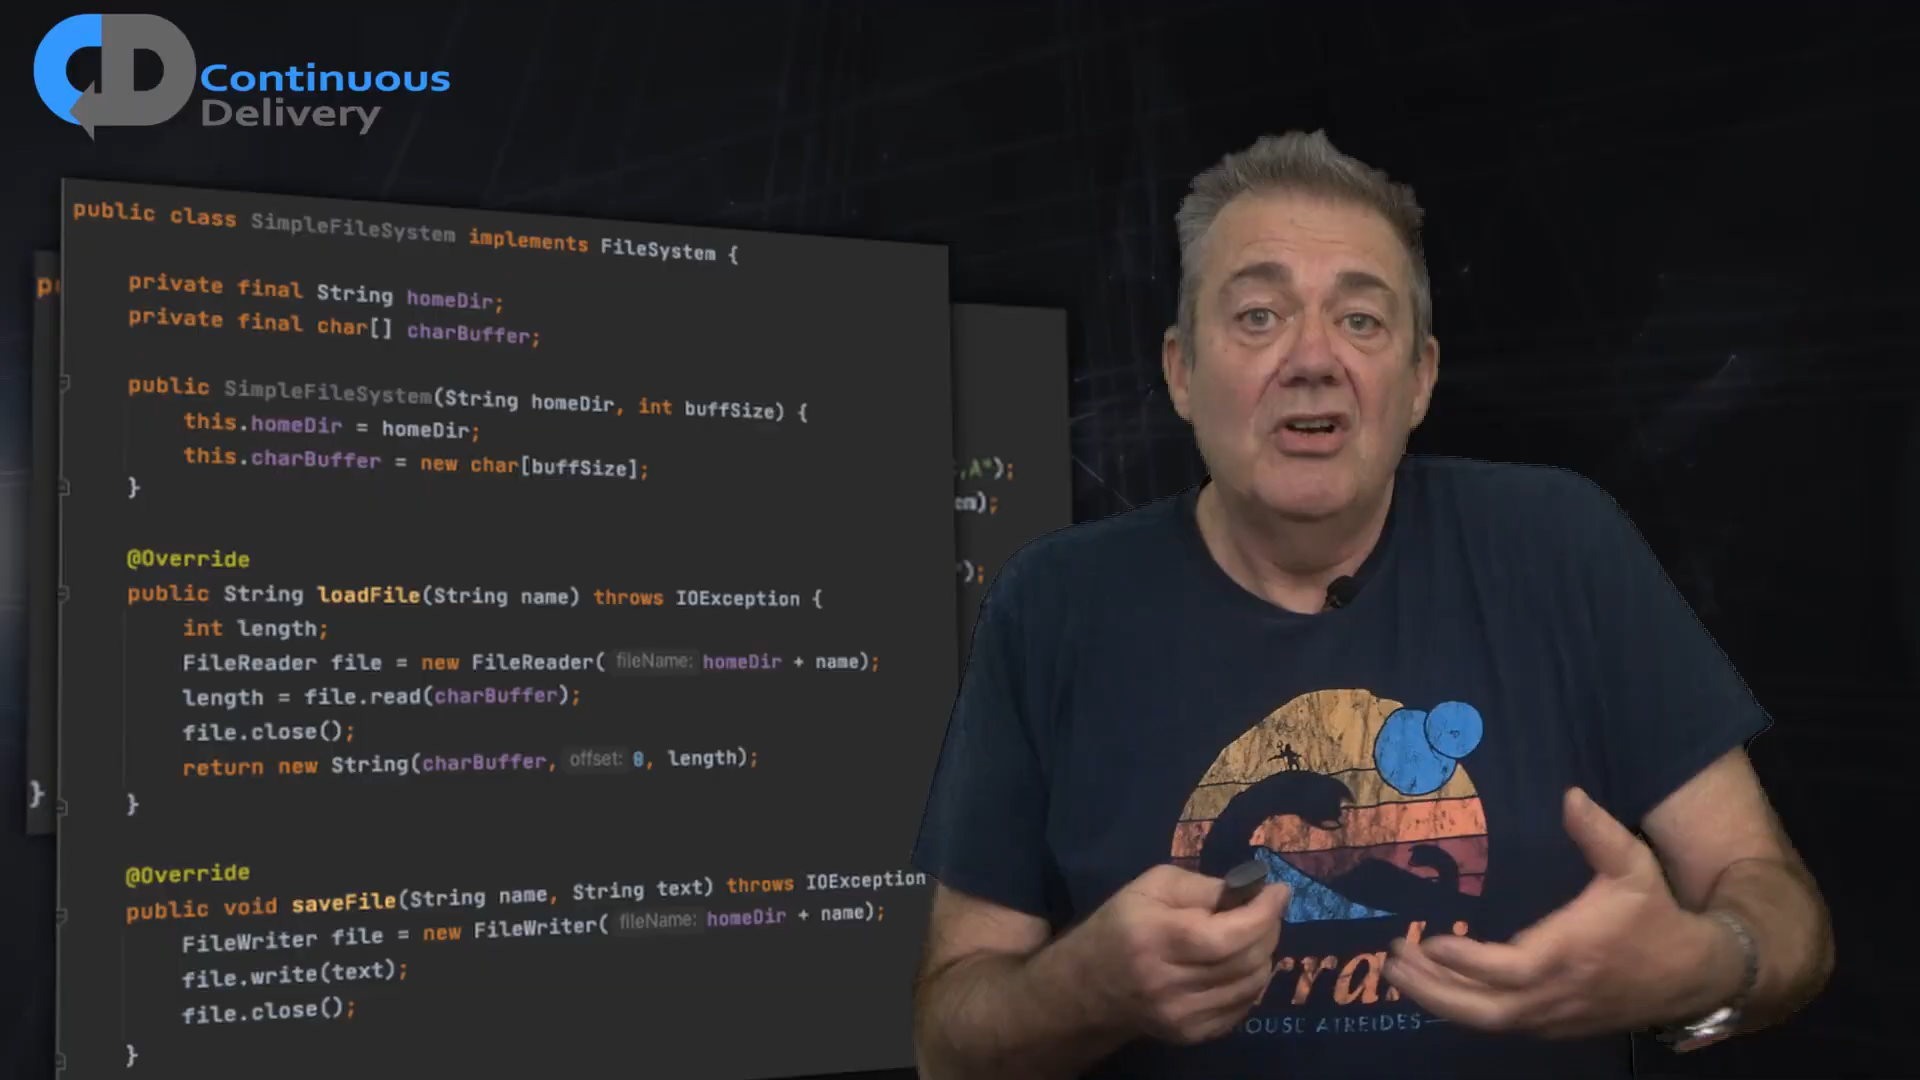 Continuous
Delivery
public class SimpleFileSystem implements FileSystem {
private final String homeDir;
private final char[] charBuffer;
public SimpleFileSystem(String homeDir, int buffSize) {
this.homeDir = homeDir;
this.charBuffer = new char[buffSize];
}
@Override
public String loadFile(String name) throws IOException {
int length;
FileReader file = new FileReader( fileName: homeDir + name);
length = file.read(charBuffer);
file.close();
return new String(charBuffer, offset: 0, length);
}
@Override
public void saveFile(String name, String text) throws IOException
FileWriter file = new FileWriter( fileName: homeDir + name);
file.write(text);
file.close();
}
}
,A");
);
");
HOUSE ATREIDES